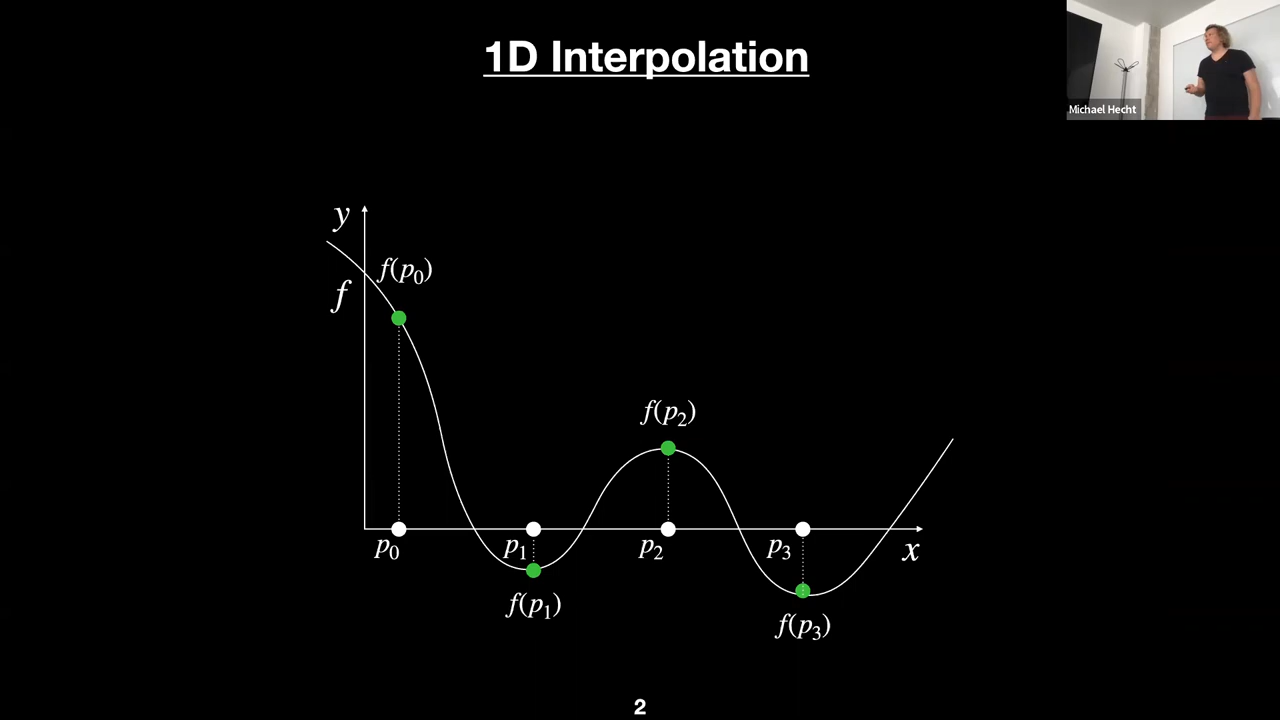 1D Interpolation
Michael Hecht
y
f(p₀)
f
f(p₂)
p₀
p₁
p₂
p₃
x
f(p₁)
f(p₃)
2